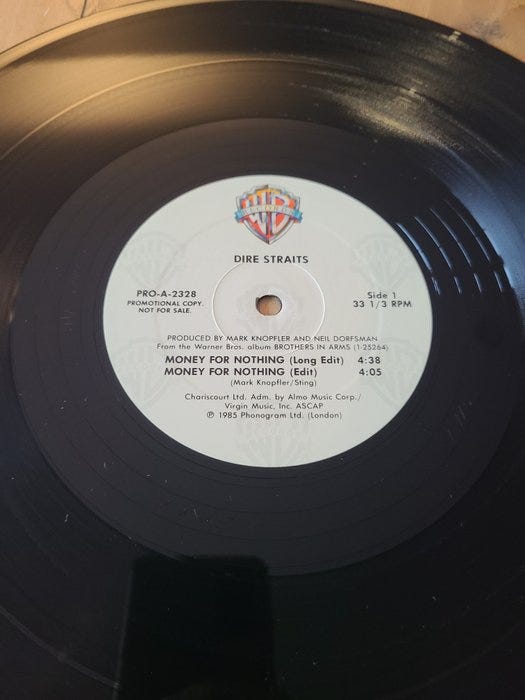 WB
RECORDS
DIRE STRAITS
PRO-A-2328
PROMOTIONAL COPY.
NOT FOR SALE.
Side 1
33 1/3 RPM
PRODUCED BY MARK KNOPFLER AND NEIL DORFSMAN
From the Warner Bros. album BROTHERS IN ARMS (1-25264)
MONEY FOR NOTHING (Long Edit) 4:38
MONEY FOR NOTHING (Edit) 4:05
(Mark Knopfler/Sting)
Chariscourt Ltd. Adm. by Almo Music Corp./
Virgin Music, Inc. ASCAP
℗ 1985 Phonogram Ltd. (London)